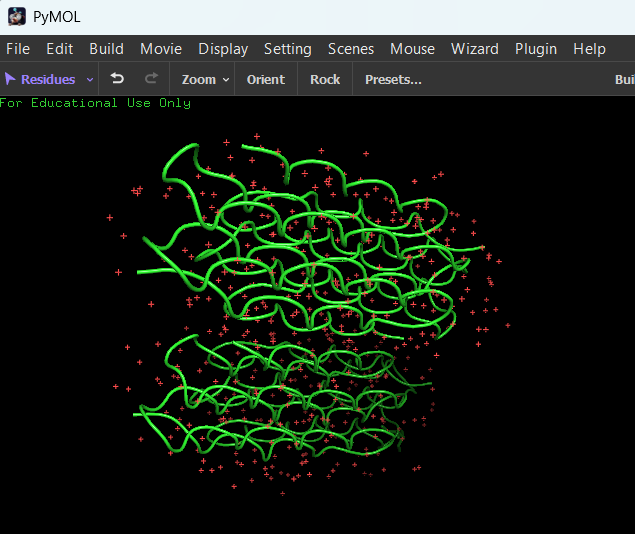 PyMOL
File Edit Build Movie Display Setting Scenes Mouse Wizard Plugin Help
Residues Zoom Orient Rock Presets... Bui
For Educational Use Only